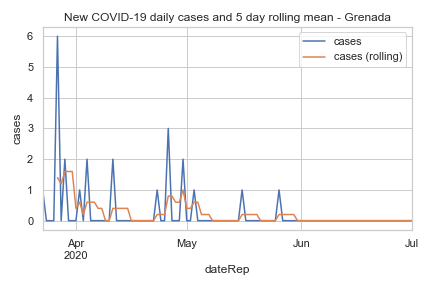 New COVID-19 daily cases and 5 day rolling mean - Grenada
cases
cases (rolling)
6
5
4
3
2
1
0
cases
Apr
2020
May
Jun
Jul
dateRep